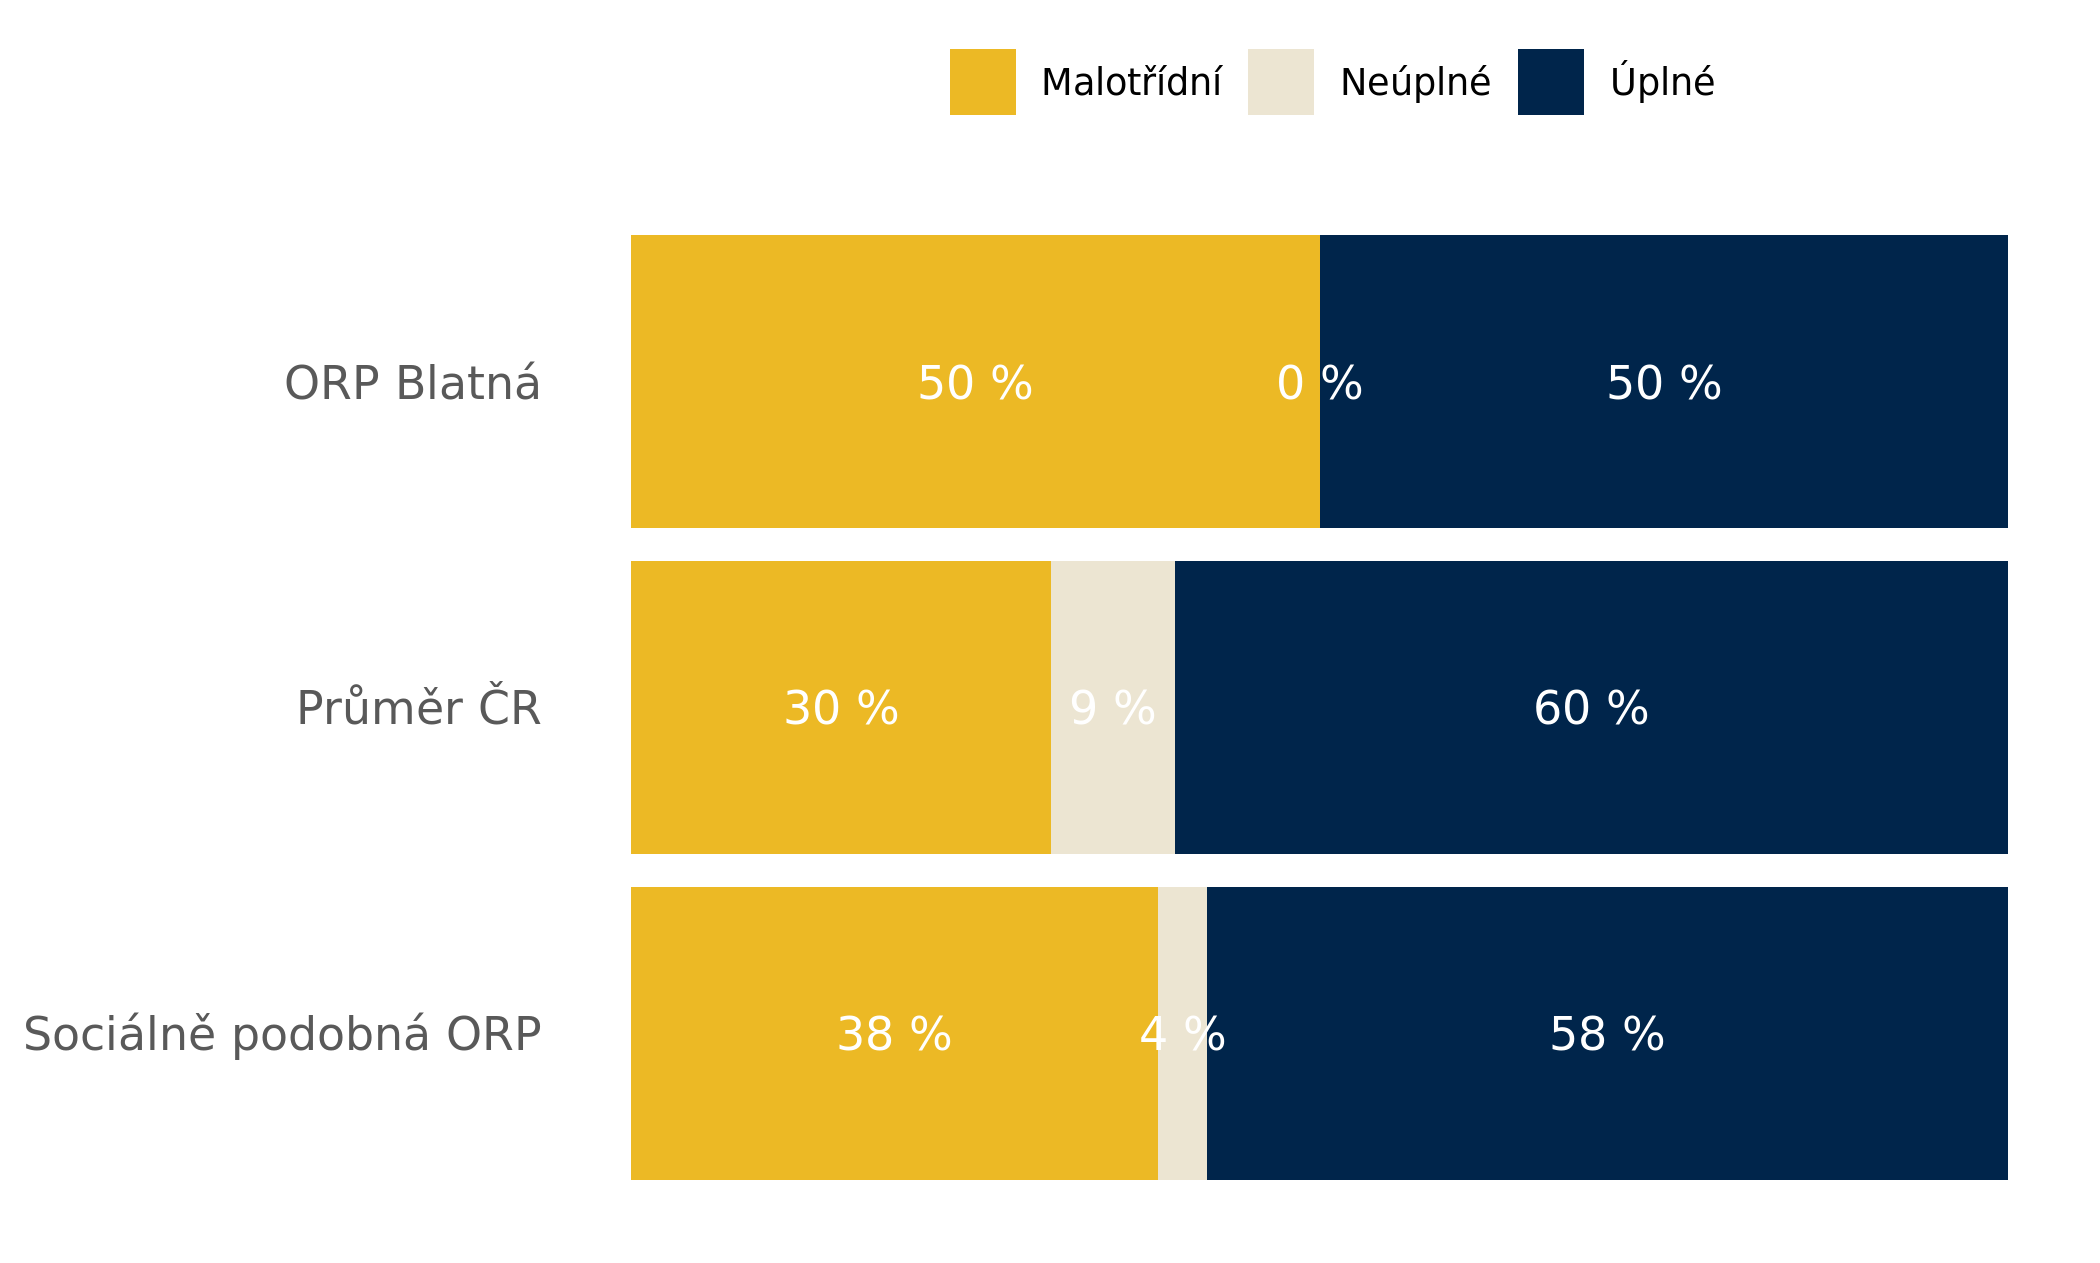 Malotřídní Neúplné Úplné
ORP Blatná 50 % 0 % 50 %
Průměr ČR 30 % 9 % 60 %
Sociálně podobná ORP 38 % 4 % 58 %